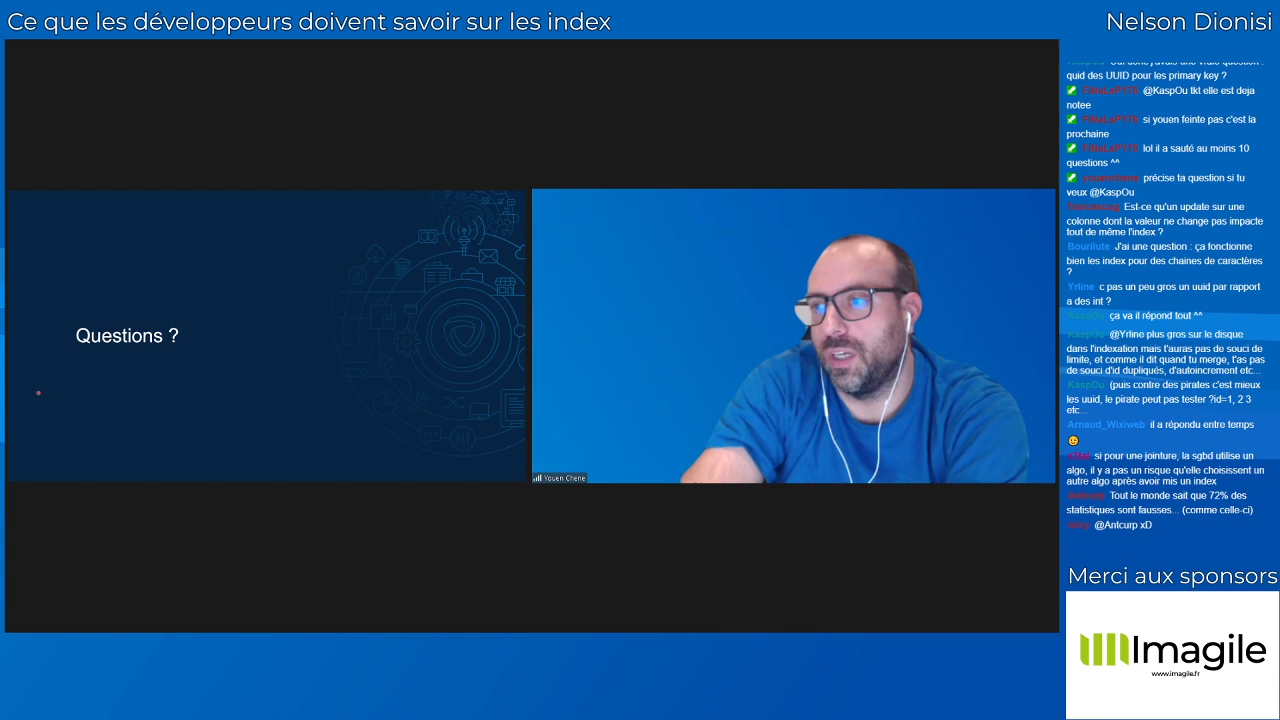 Ce que les développeurs doivent savoir sur les index
Nelson Dionisi
quid des UUID pour les primary key ?
@KaspOu tkt elle est deja
notee
si youen feinte pas c'est la
prochaine
lol il a sauté au moins 10
questions ^^
youenchene précise ta question si tu
veux @KaspOu
Est-ce qu'un update sur une
colonne dont la valeur ne change pas impacte
tout de même l'index ?
Bourilute J'ai une question : ça fonctionne
bien les index pour des chaines de caractères
?
Yrline c pas un peu gros un uuid par rapport
a des int ?
KaspOu ça va il répond tout ^^
KaspOu @Yrline plus gros sur le disque
dans l'indexation mais t'auras pas de souci de
limite, et comme il dit quand tu merge, t'as pas
de souci d'id dupliqués, d'autoincrement etc...
KaspOu (puis contre des pirates c'est mieux
les uuid, le pirate peut pas tester ?id=1, 2 3
etc...
Arnaud_Wixiweb il a répondu entre temps
si pour une jointure, la sgbd utilise un
algo, il y a pas un risque qu'elle choisissent un
autre algo après avoir mis un index
Antcurp Tout le monde sait que 72% des
statistiques sont fausses... (comme celle-ci)
@Antcurp xD
Questions ?
Youen Chene
Merci aux sponsors
Imagile
www.imagile.fr